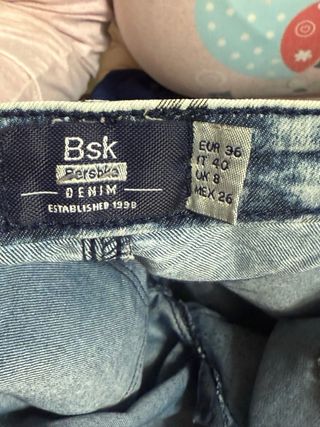 Bsk
Bershka
DENIM
ESTABLISHED 1998
EUR 36
IT 40
UK 8
MEX 26